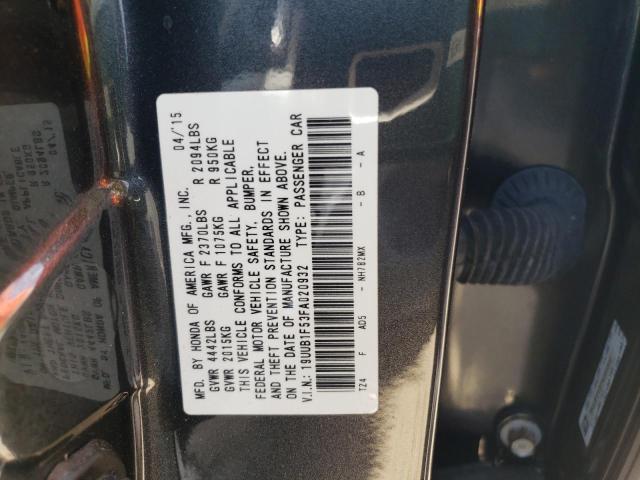 MFD. BY HONDA OF AMERICA MFG., INC. 04/'15
GVWR 4442LBS GAWR F 2370LBS R 2094LBS
GVWR 2015KG GAWR F 1075KG R 950KG
THIS VEHICLE CONFORMS TO ALL APPLICABLE
FEDERAL MOTOR VEHICLE SAFETY, BUMPER,
AND THEFT PREVENTION STANDARDS IN EFFECT
ON THE DATE OF MANUFACTURE SHOWN ABOVE.
V.I.N.: 19UUB1F53FA020932 TYPE: PASSENGER CAR
TZ4 F AD5 - NH782MX - B - A